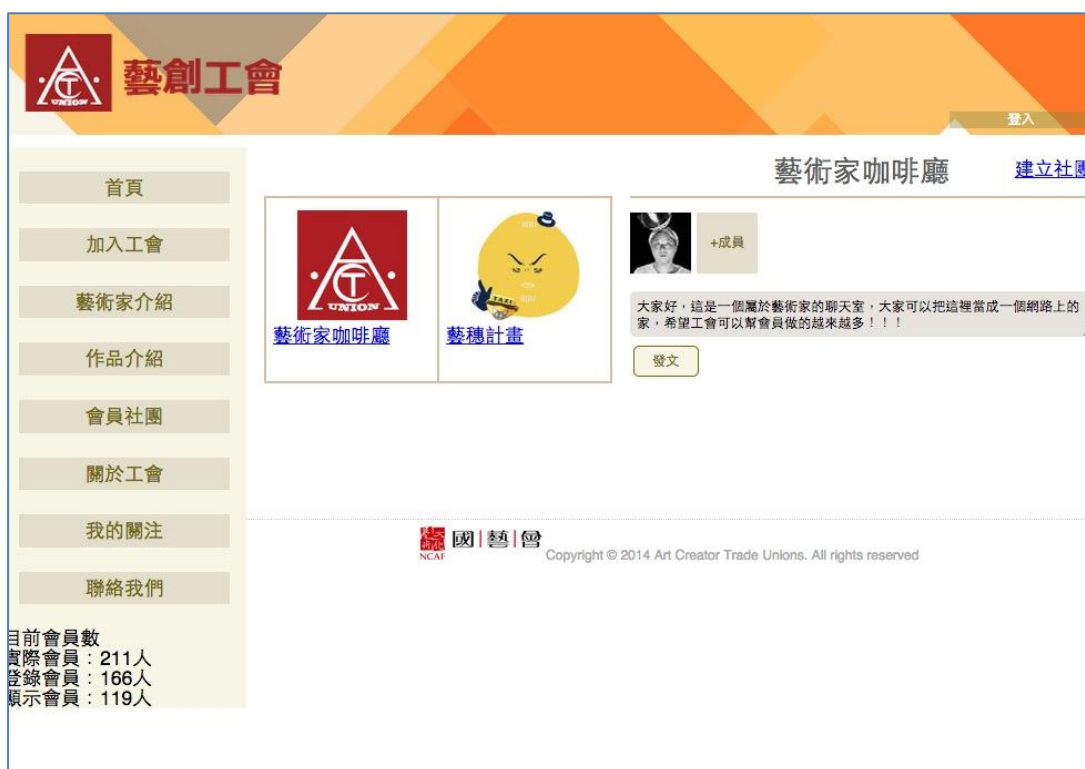 藝創工會
UNION
登入
首頁
加入工會
藝術家介紹
作品介紹
會員社團
關於工會
我的關注
聯絡我們
目前會員數
實際會員：211人
登錄會員：166人
顯示會員：119人
UNION
藝術家咖啡廳
TAXI
藝穗計畫
藝術家咖啡廳
建立社團
+成員
大家好，這是一個屬於藝術家的聊天室，大家可以把這裡當成一個網路上的
家，希望工會可以幫會員做的越來越多！！！
發文
NCAF
國|藝|會
Copyright © 2014 Art Creator Trade Unions. All rights reserved